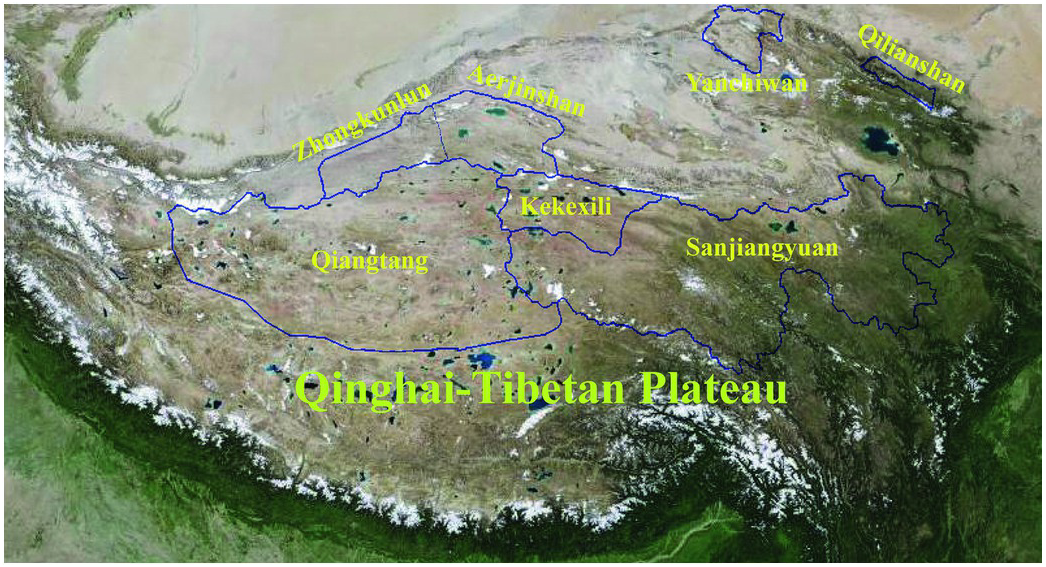 Qilianshan
Yanchiwan
Aerjinshan
Zhongkunlun
Kekexili
Sanjiangyuan
Qiangtang
Qinghai-Tibetan Plateau